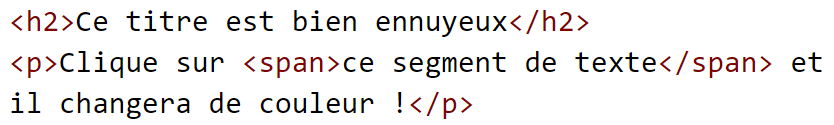 <h2>Ce titre est bien ennuyeux</h2>
<p>Clique sur <span>ce segment de texte</span> et
il changera de couleur !</p>